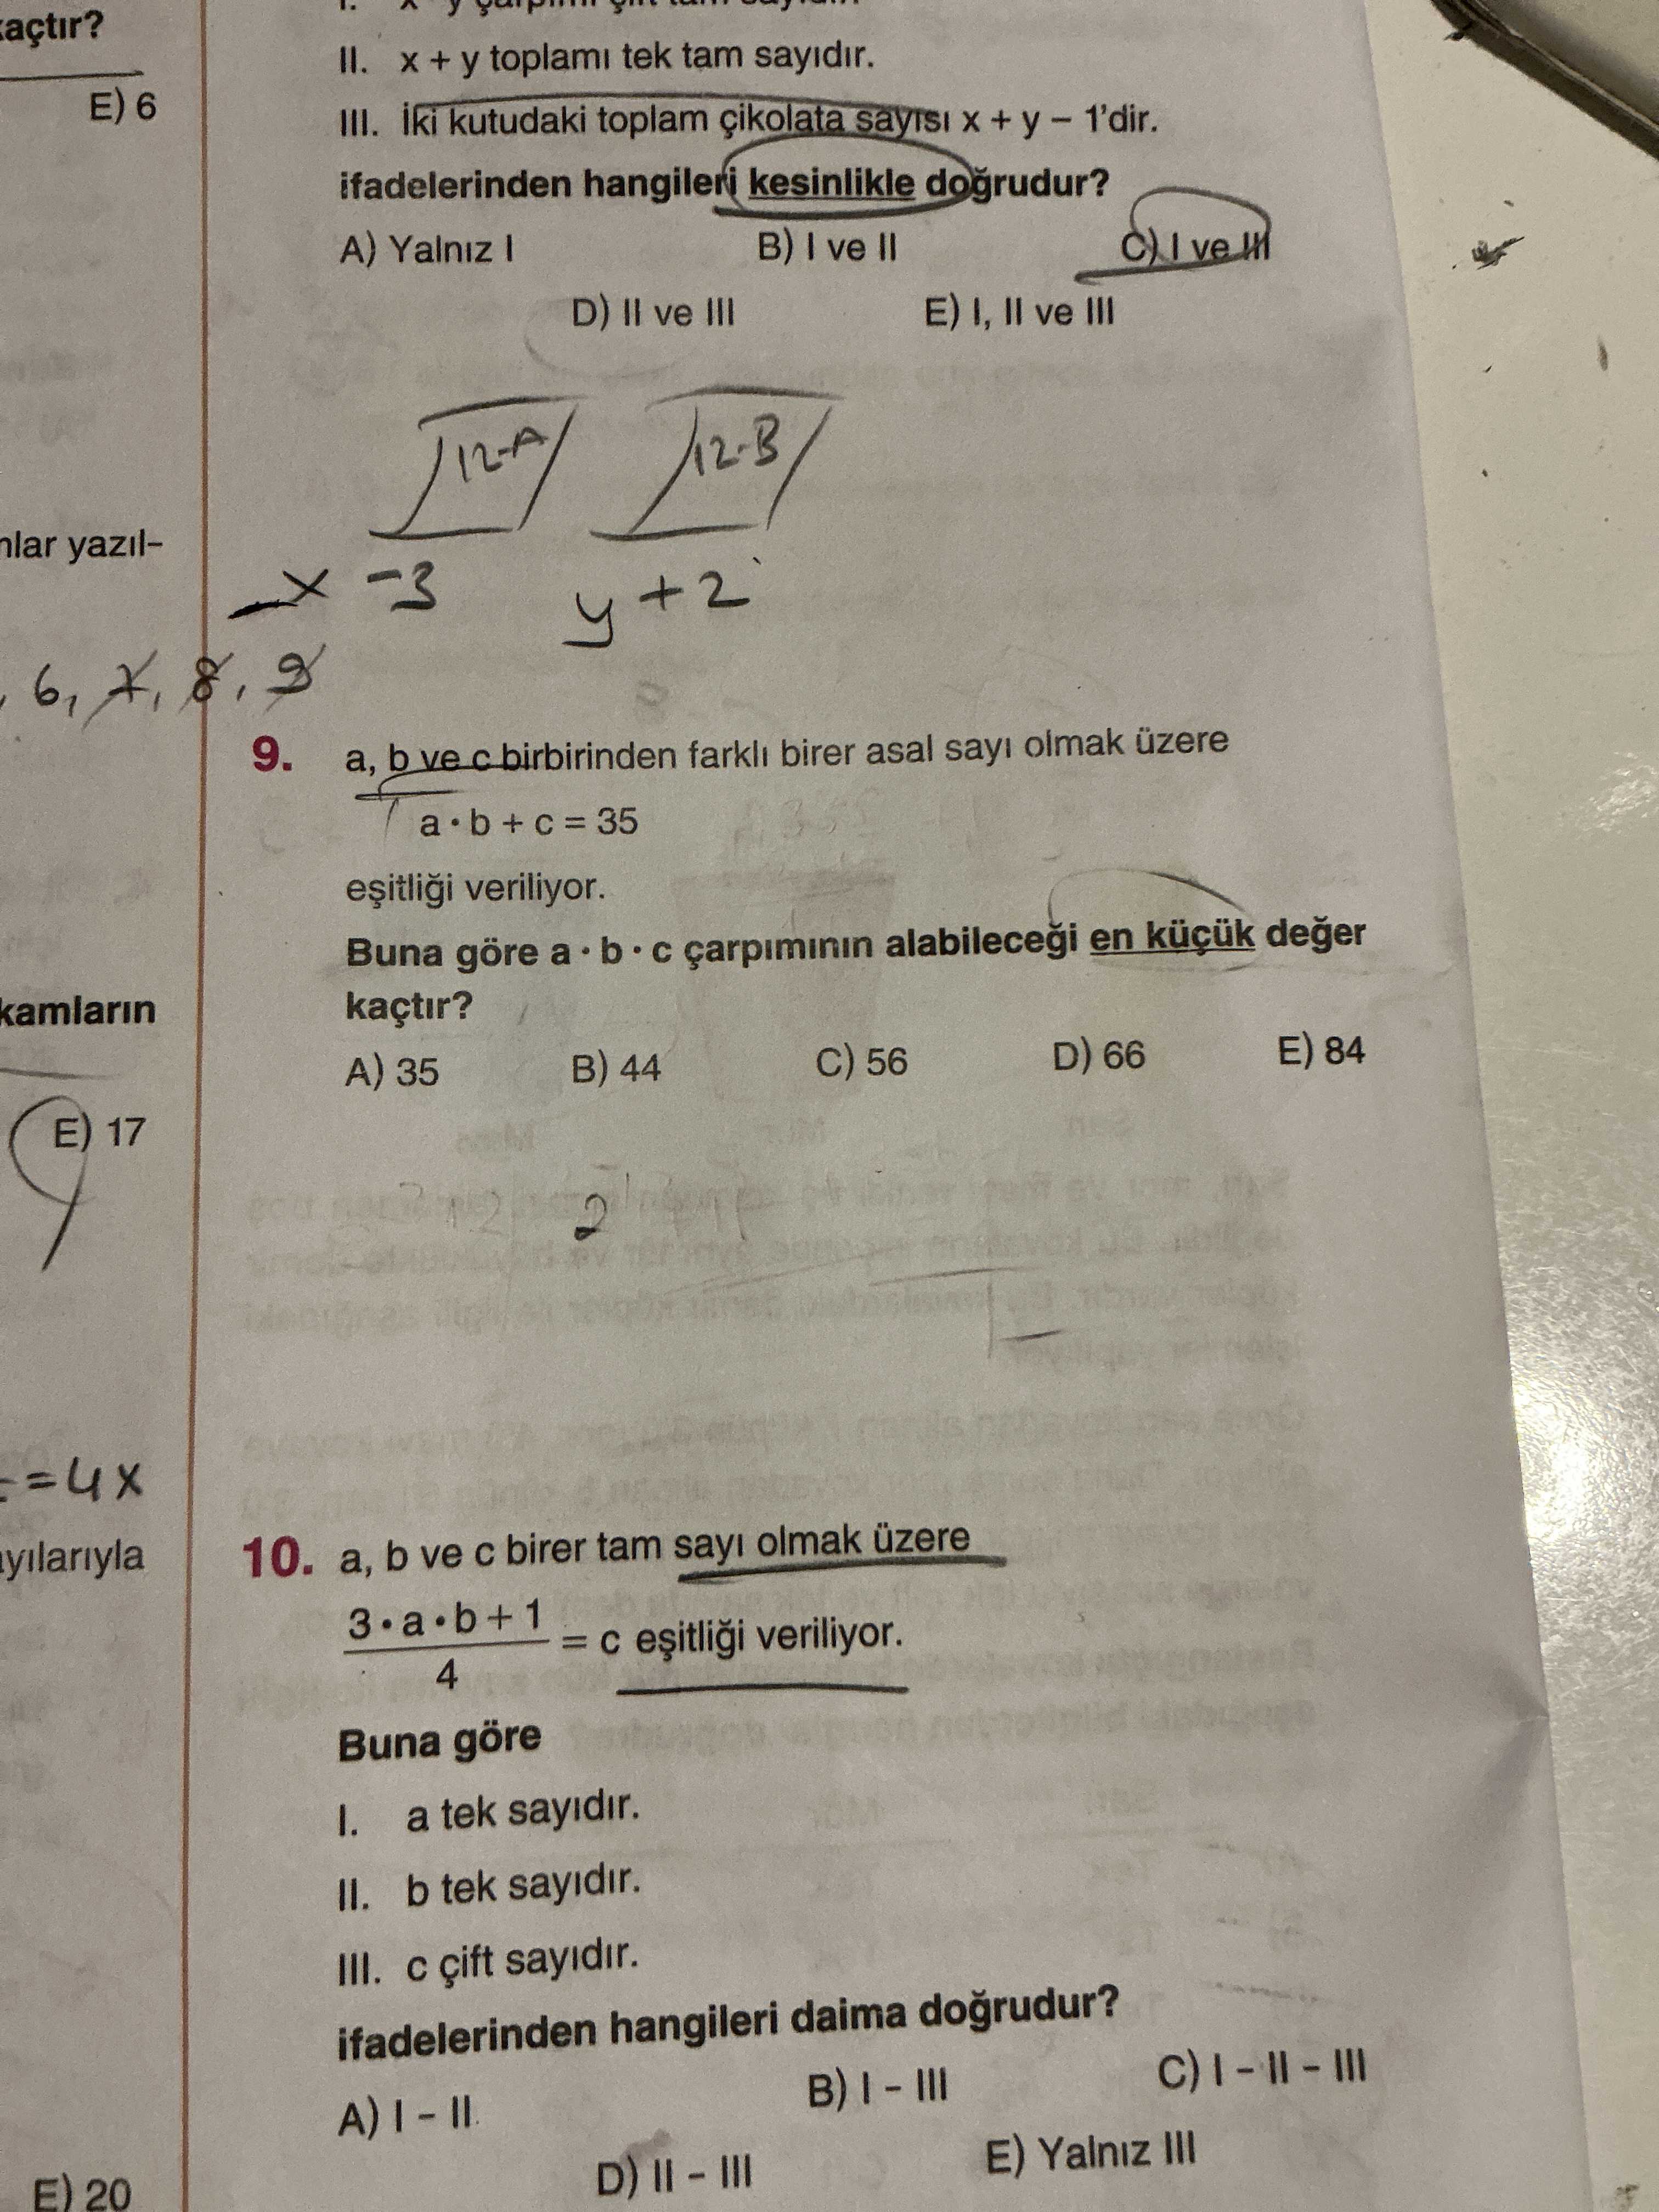 kaçtır?
E) 6
nlar yazıl-
6, 7, 8, 9
kamların
E) 17
= 4x
ayılarıyla
E) 20
I. x · y çarpımı çift tam sayıdır.
II. x + y toplamı tek tam sayıdır.
III. İki kutudaki toplam çikolata sayısı x + y – 1'dir.
ifadelerinden hangileri kesinlikle doğrudur?
A) Yalnız I B) I ve II C) I ve III
D) II ve III E) I, II ve III
12-A 12-B
x -3 y +2
9. a, b ve c birbirinden farklı birer asal sayı olmak üzere
a · b + c = 35
eşitliği veriliyor.
Buna göre a · b · c çarpımının alabileceği en küçük değer
kaçtır?
A) 35 B) 44 C) 56 D) 66 E) 84
2
10. a, b ve c birer tam sayı olmak üzere
3 · a · b + 1
= c eşitliği veriliyor.
4
Buna göre
I. a tek sayıdır.
II. b tek sayıdır.
III. c çift sayıdır.
ifadelerinden hangileri daima doğrudur?
A) I – II B) I – III C) I – II – III
D) II – III E) Yalnız III